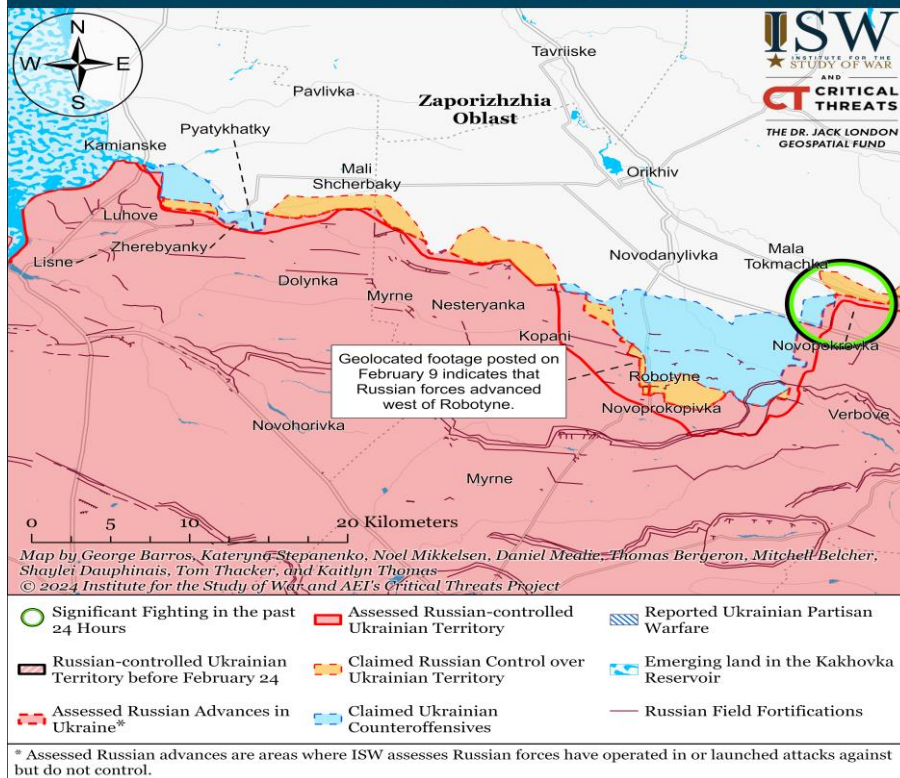 N
W E
S
ISW
INSTITUTE FOR THE
STUDY OF WAR
AND
CT CRITICAL
THREATS
THE DR. JACK LONDON
GEOSPATIAL FUND
Tavriiske
Pavlivka
Zaporizhzhia
Oblast
Pyatykhatky
Kamianske
Mali
Shcherbaky
Orikhiv
Luhove
Zherebyanky
Lisne
Novodanylivka
Mala
Tokmachka
Dolynka
Myrne
Nesteryanka
Kopani
Novopokrovka
Geolocated footage posted on
February 9 indicates that
Russian forces advanced
west of Robotyne.
Robotyne
Novoprokopivka
Verbove
Novohorivka
Myrne
0 5 10 20 Kilometers
Map by George Barros, Kateryna Stepanenko, Noel Mikkelsen, Daniel Mealie, Thomas Bergeron, Mitchell Belcher,
Shaylei Dauphinais, Tom Thacker, and Kaitlyn Thomas
© 2024 Institute for the Study of War and AEI's Critical Threats Project
Significant Fighting in the past
24 Hours
Assessed Russian-controlled
Ukrainian Territory
Reported Ukrainian Partisan
Warfare
Russian-controlled Ukrainian
Territory before February 24
Claimed Russian Control over
Ukrainian Territory
Emerging land in the Kakhovka
Reservoir
Assessed Russian Advances in
Ukraine*
Claimed Ukrainian
Counteroffensives
Russian Field Fortifications
* Assessed Russian advances are areas where ISW assesses Russian forces have operated in or launched attacks against
but do not control.